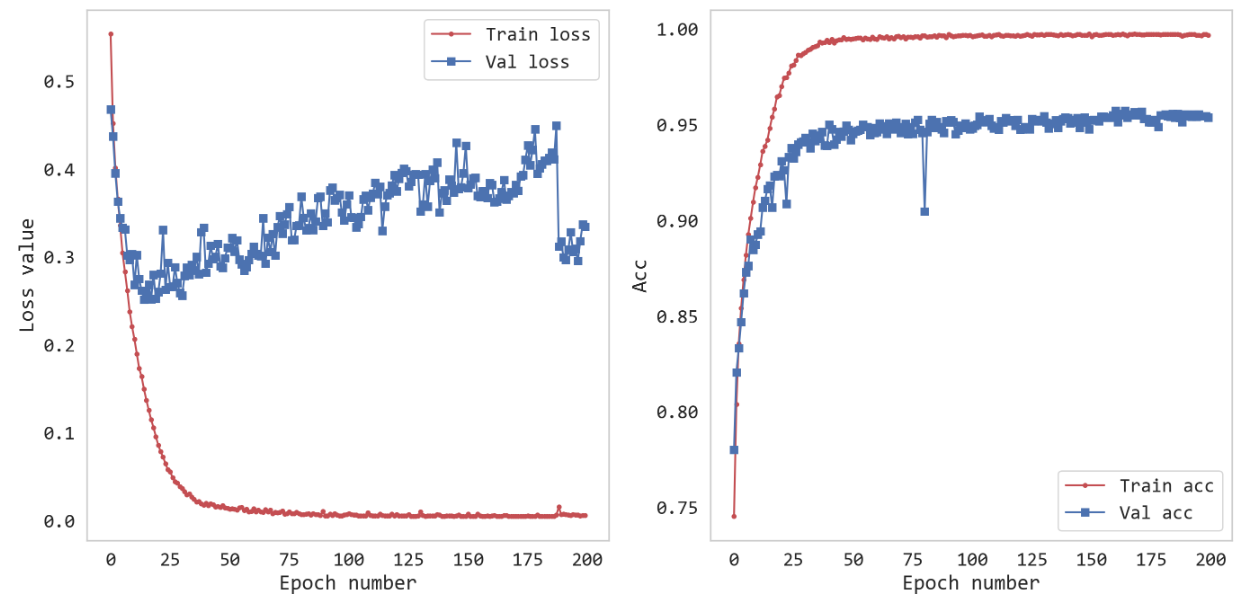 Train loss
Val loss
Loss value
0.5
0.4
0.3
0.2
0.1
0.0
0 25 50 75 100 125 150 175 200
Epoch number
Acc
1.00
0.95
0.90
0.85
0.80
0.75
Train acc
Val acc
0 25 50 75 100 125 150 175 200
Epoch number